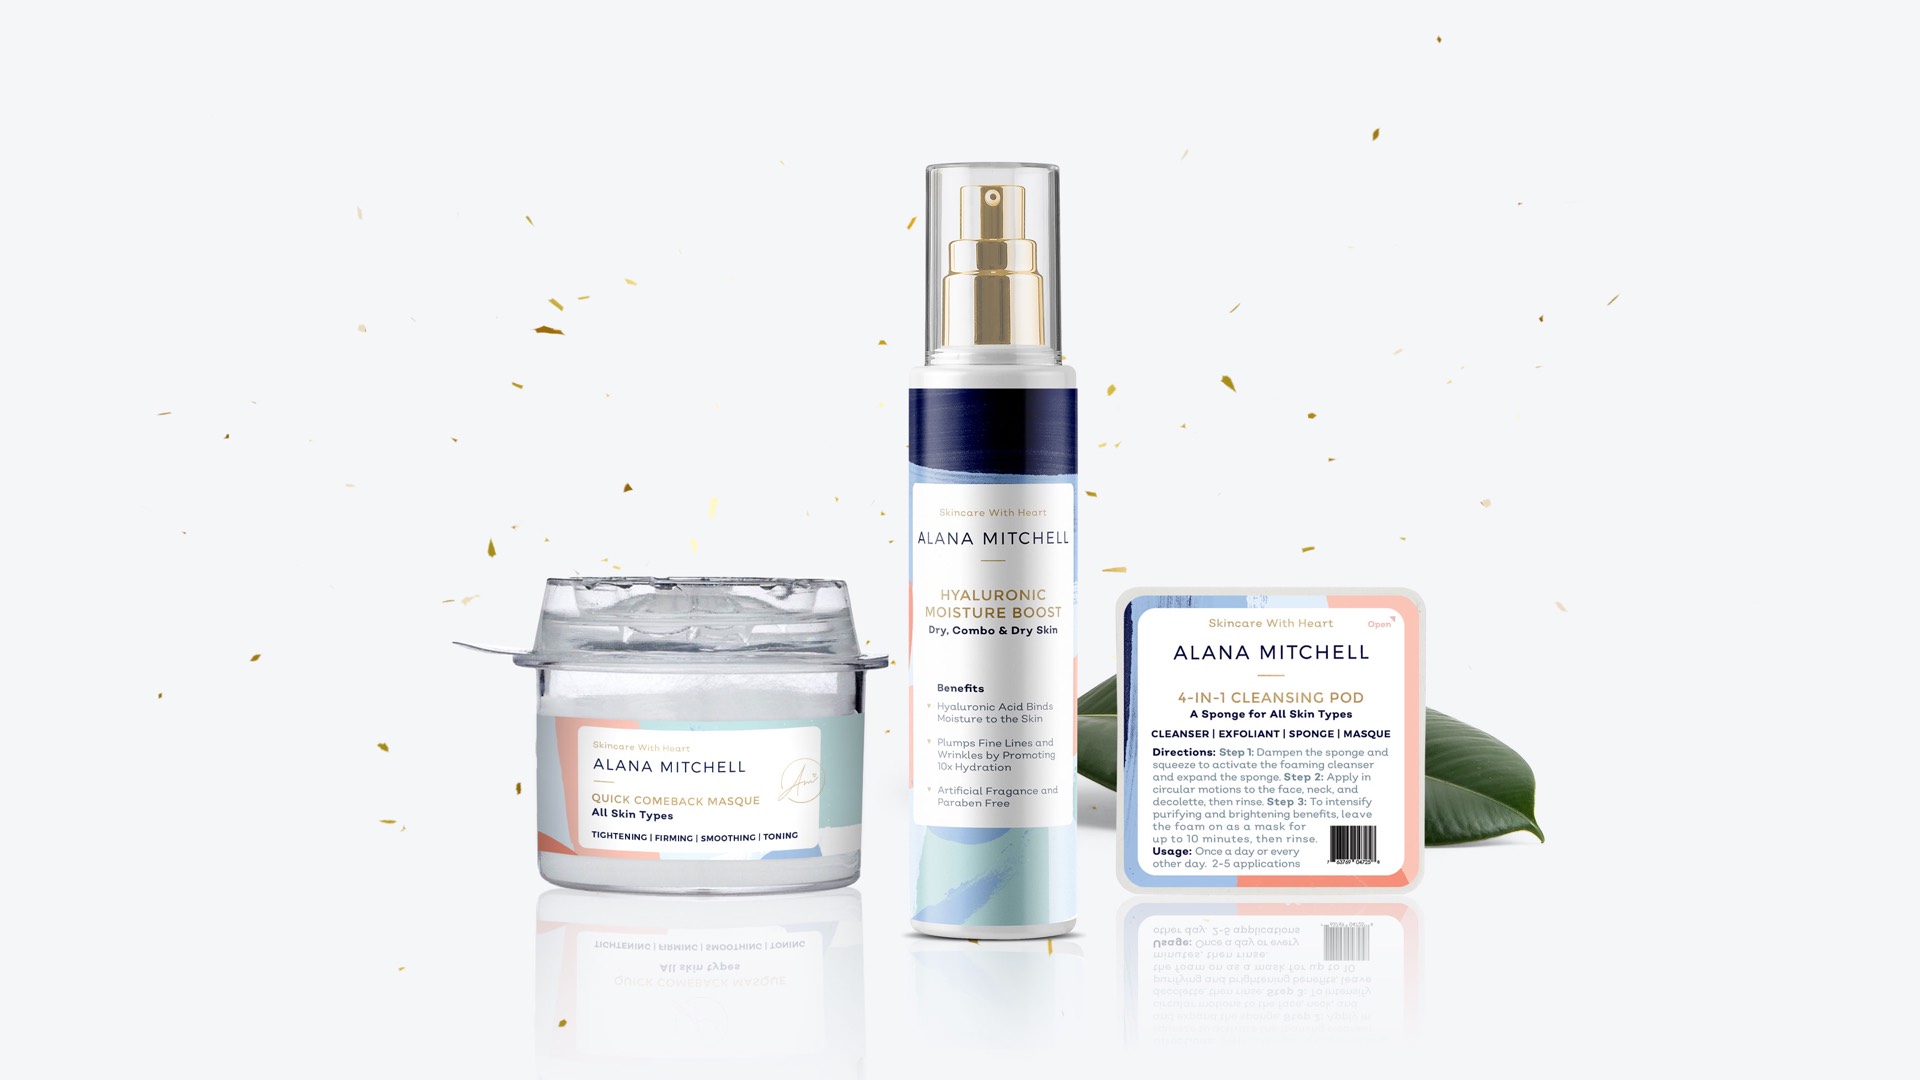 Skincare With Heart
ALANA MITCHELL
QUICK COMEBACK MASQUE
All Skin Types
TIGHTENING | FIRMING | SMOOTHING | TONING
Skincare With Heart
ALANA MITCHELL
HYALURONIC
MOISTURE BOOST
Dry, Combo & Dry Skin
Benefits
Hyaluronic Acid Binds
Moisture to the Skin
Plumps Fine Lines and
Wrinkles by Promoting
10x Hydration
Artificial Fragance and
Paraben Free
Skincare With Heart
Open
ALANA MITCHELL
4-IN-1 CLEANSING POD
A Sponge for All Skin Types
CLEANSER | EXFOLIANT | SPONGE | MASQUE
Directions: Step 1: Dampen the sponge and
squeeze to activate the foaming cleanser
and expand the sponge. Step 2: Apply in
circular motions to the face, neck, and
decolette, then rinse. Step 3: To intensify
purifying and brightening benefits, leave
the foam on as a mask for
up to 10 minutes, then rinse.
Usage: Once a day or every
other day. 2-5 applications